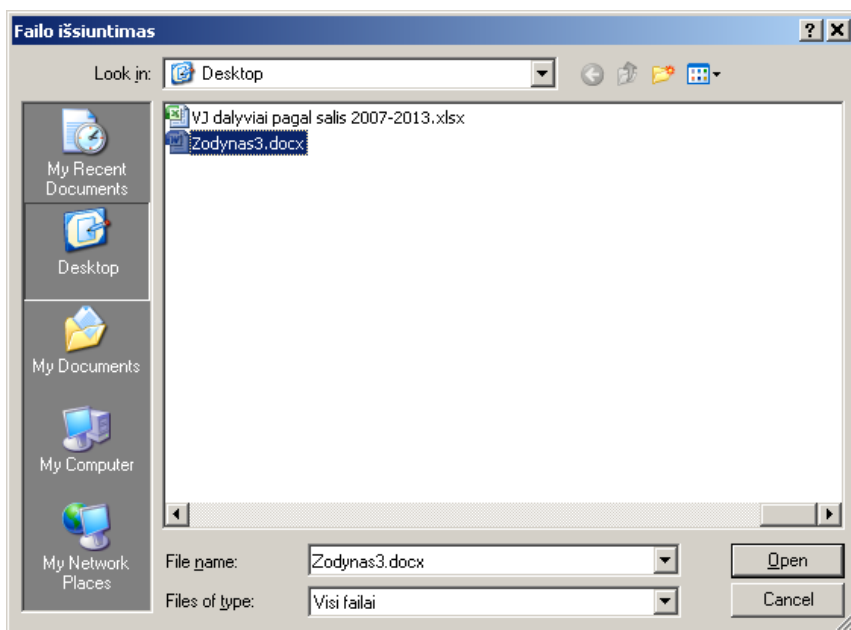 Failo išsiuntimas
Look in:
Desktop
My Recent
Documents
Desktop
My Documents
My Computer
My Network
Places
VJ dalyviai pagal salis 2007-2013.xlsx
Zodynas3.docx
File name:
Zodynas3.docx
Open
Files of type:
Visi failai
Cancel